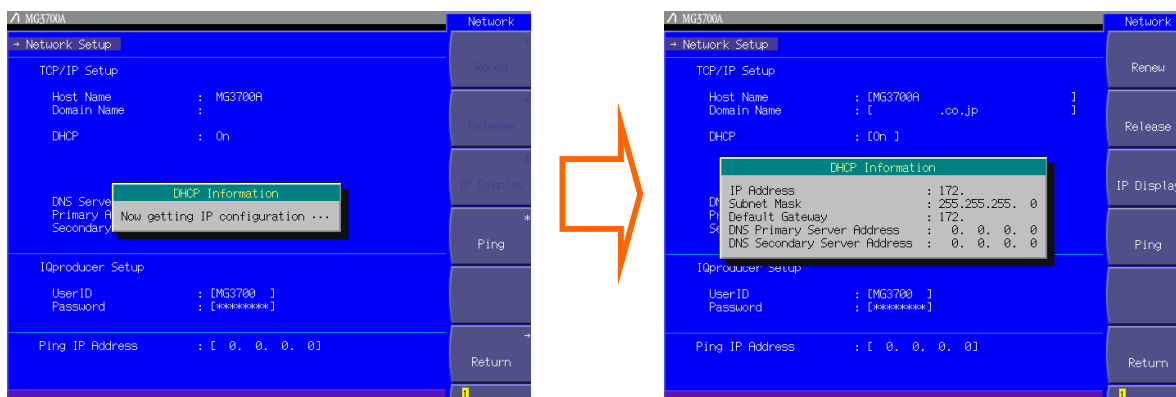 MG3700A
Network
→ Network Setup
TCP/IP Setup
Renew
Host Name : MG3700A
Domain Name :
Release
DHCP : On
IP Display
DHCP Information
DNS Serve
Now getting IP configuration ···
Primary A
Secondary
*
Ping
IQproducer Setup
UserID : [MG3700 ]
Password : [********]
Ping IP Address : [ 0. 0. 0. 0]
→
Return
1
MG3700A
Network
→ Network Setup
TCP/IP Setup
Renew
Host Name : [MG3700A ]
Domain Name : [ .co.jp ]
Release
DHCP : [On ]
DHCP Information
IP Address : 172.
IP Displa
Subnet Mask : 255.255.255. 0
Default Gateway : 172.
DNS Primary Server Address : 0. 0. 0. 0
DNS Secondary Server Address : 0. 0. 0. 0
Ping
IQproducer Setup
UserID : [MG3700 ]
Password : [********]
Ping IP Address : [ 0. 0. 0. 0]
Return
1